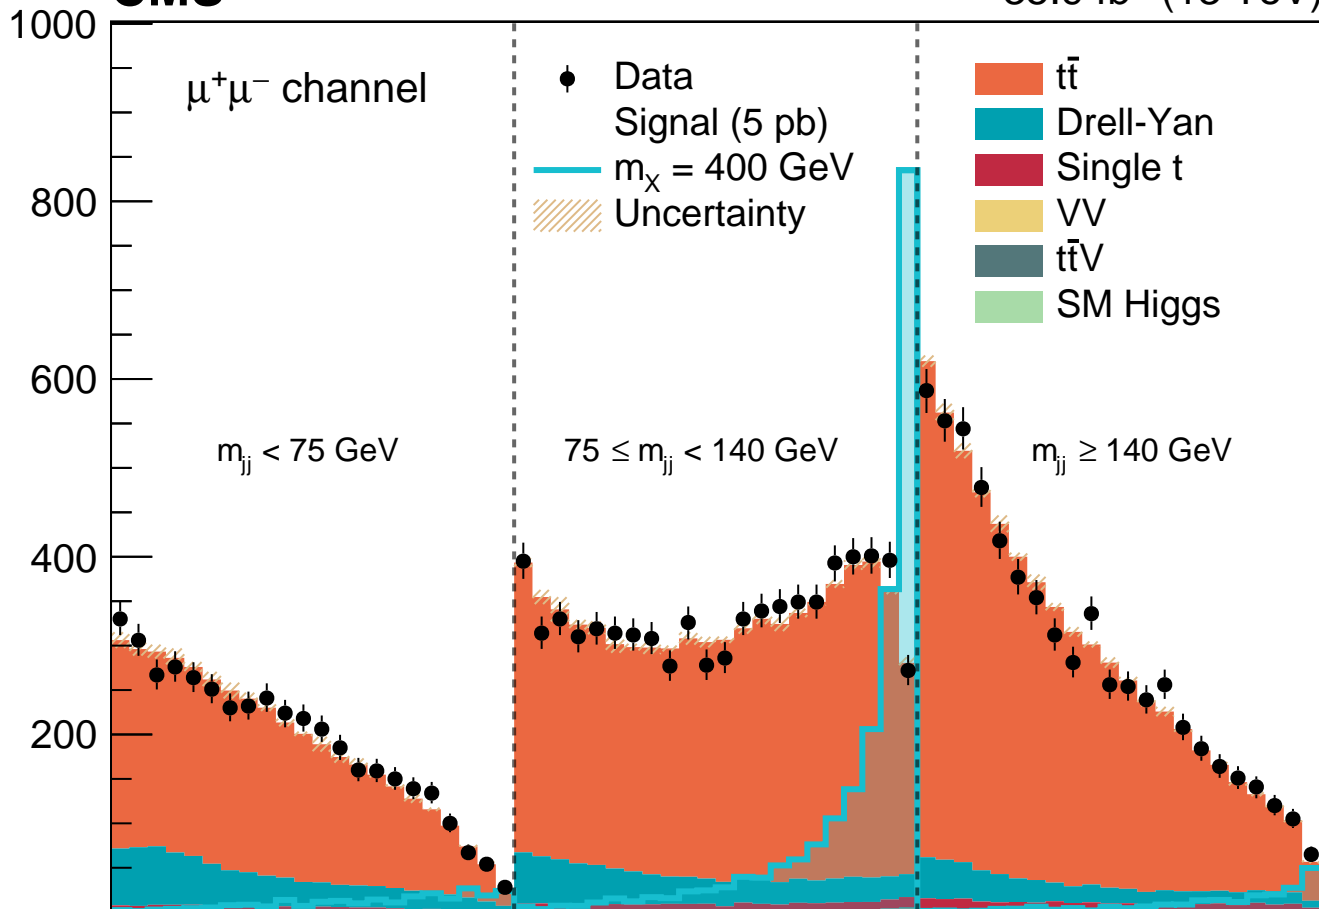 CMS
1000
800
600
400
200
μ⁺μ⁻ channel
Data
Signal (5 pb)
m_X = 400 GeV
Uncertainty
tt̄
Drell-Yan
Single t
VV
tt̄V
SM Higgs
m_jj < 75 GeV
75 ≤ m_jj < 140 GeV
m_jj ≥ 140 GeV